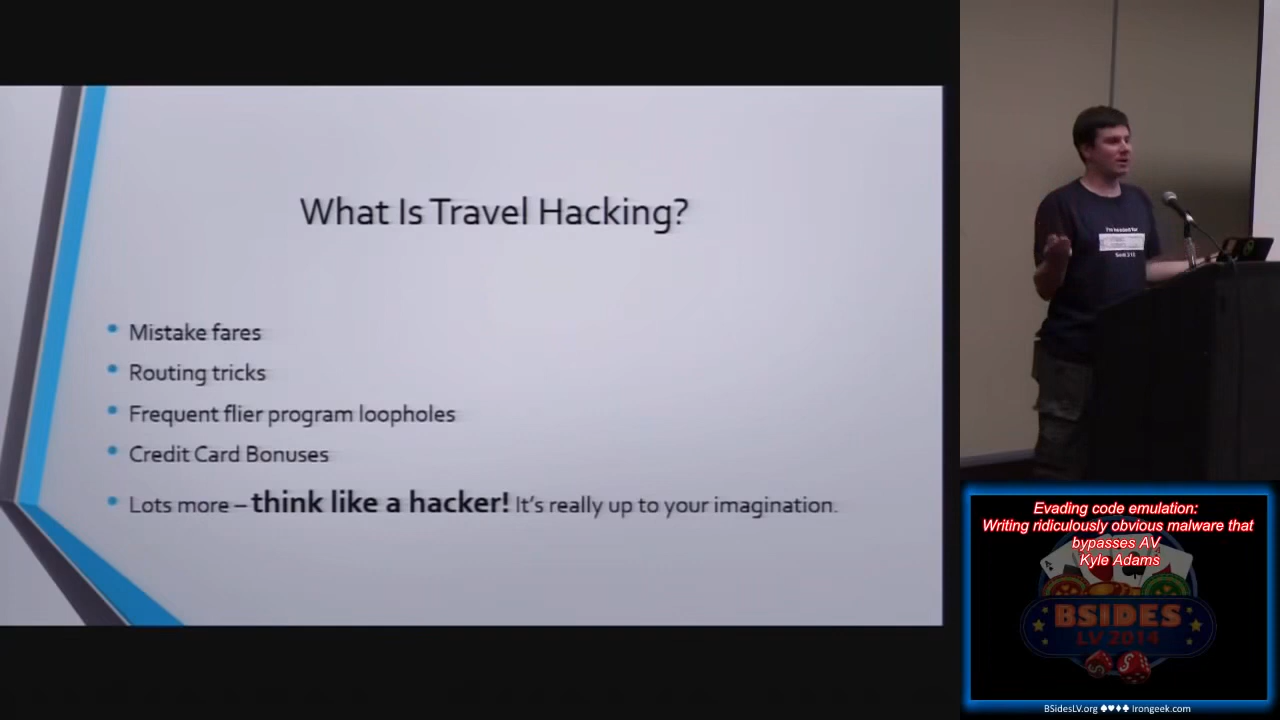 What Is Travel Hacking?
• Mistake fares
• Routing tricks
• Frequent flier program loopholes
• Credit Card Bonuses
• Lots more – think like a hacker! It's really up to your imagination.
I'm headed for
Evading code emulation:
Writing ridiculously obvious malware that
bypasses AV
Kyle Adams
BSIDES
LV 2014
BSidesLV.org ♠♥♦♣ Irongeek.com